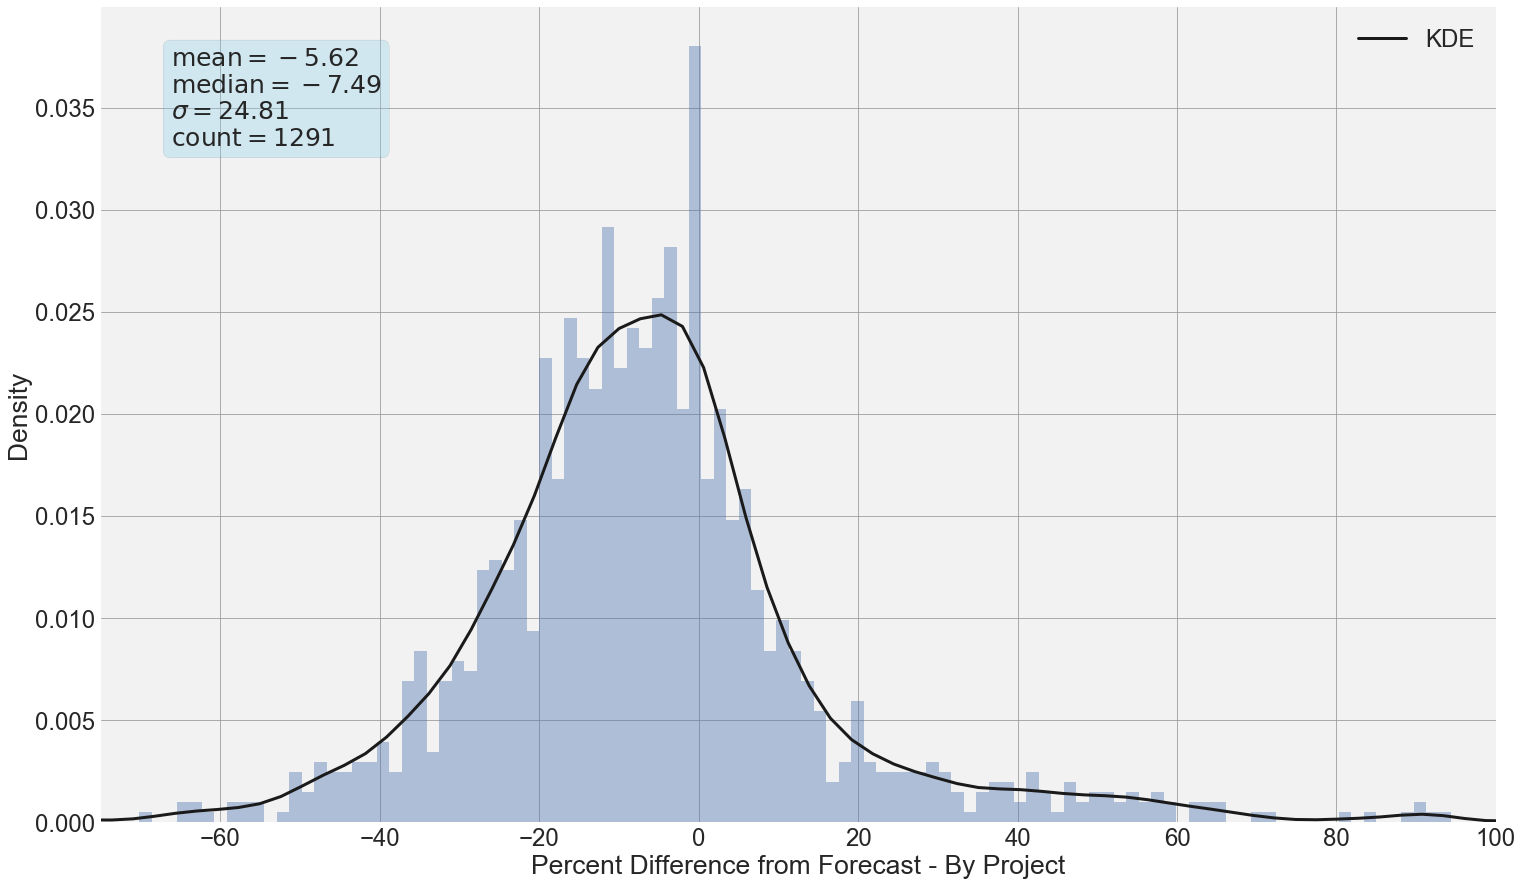 mean = −5.62
median = −7.49
σ = 24.81
count = 1291
KDE
0.035
0.030
0.025
0.020
0.015
0.010
0.005
0.000
Density
−60 −40 −20 0 20 40 60 80 100
Percent Difference from Forecast - By Project